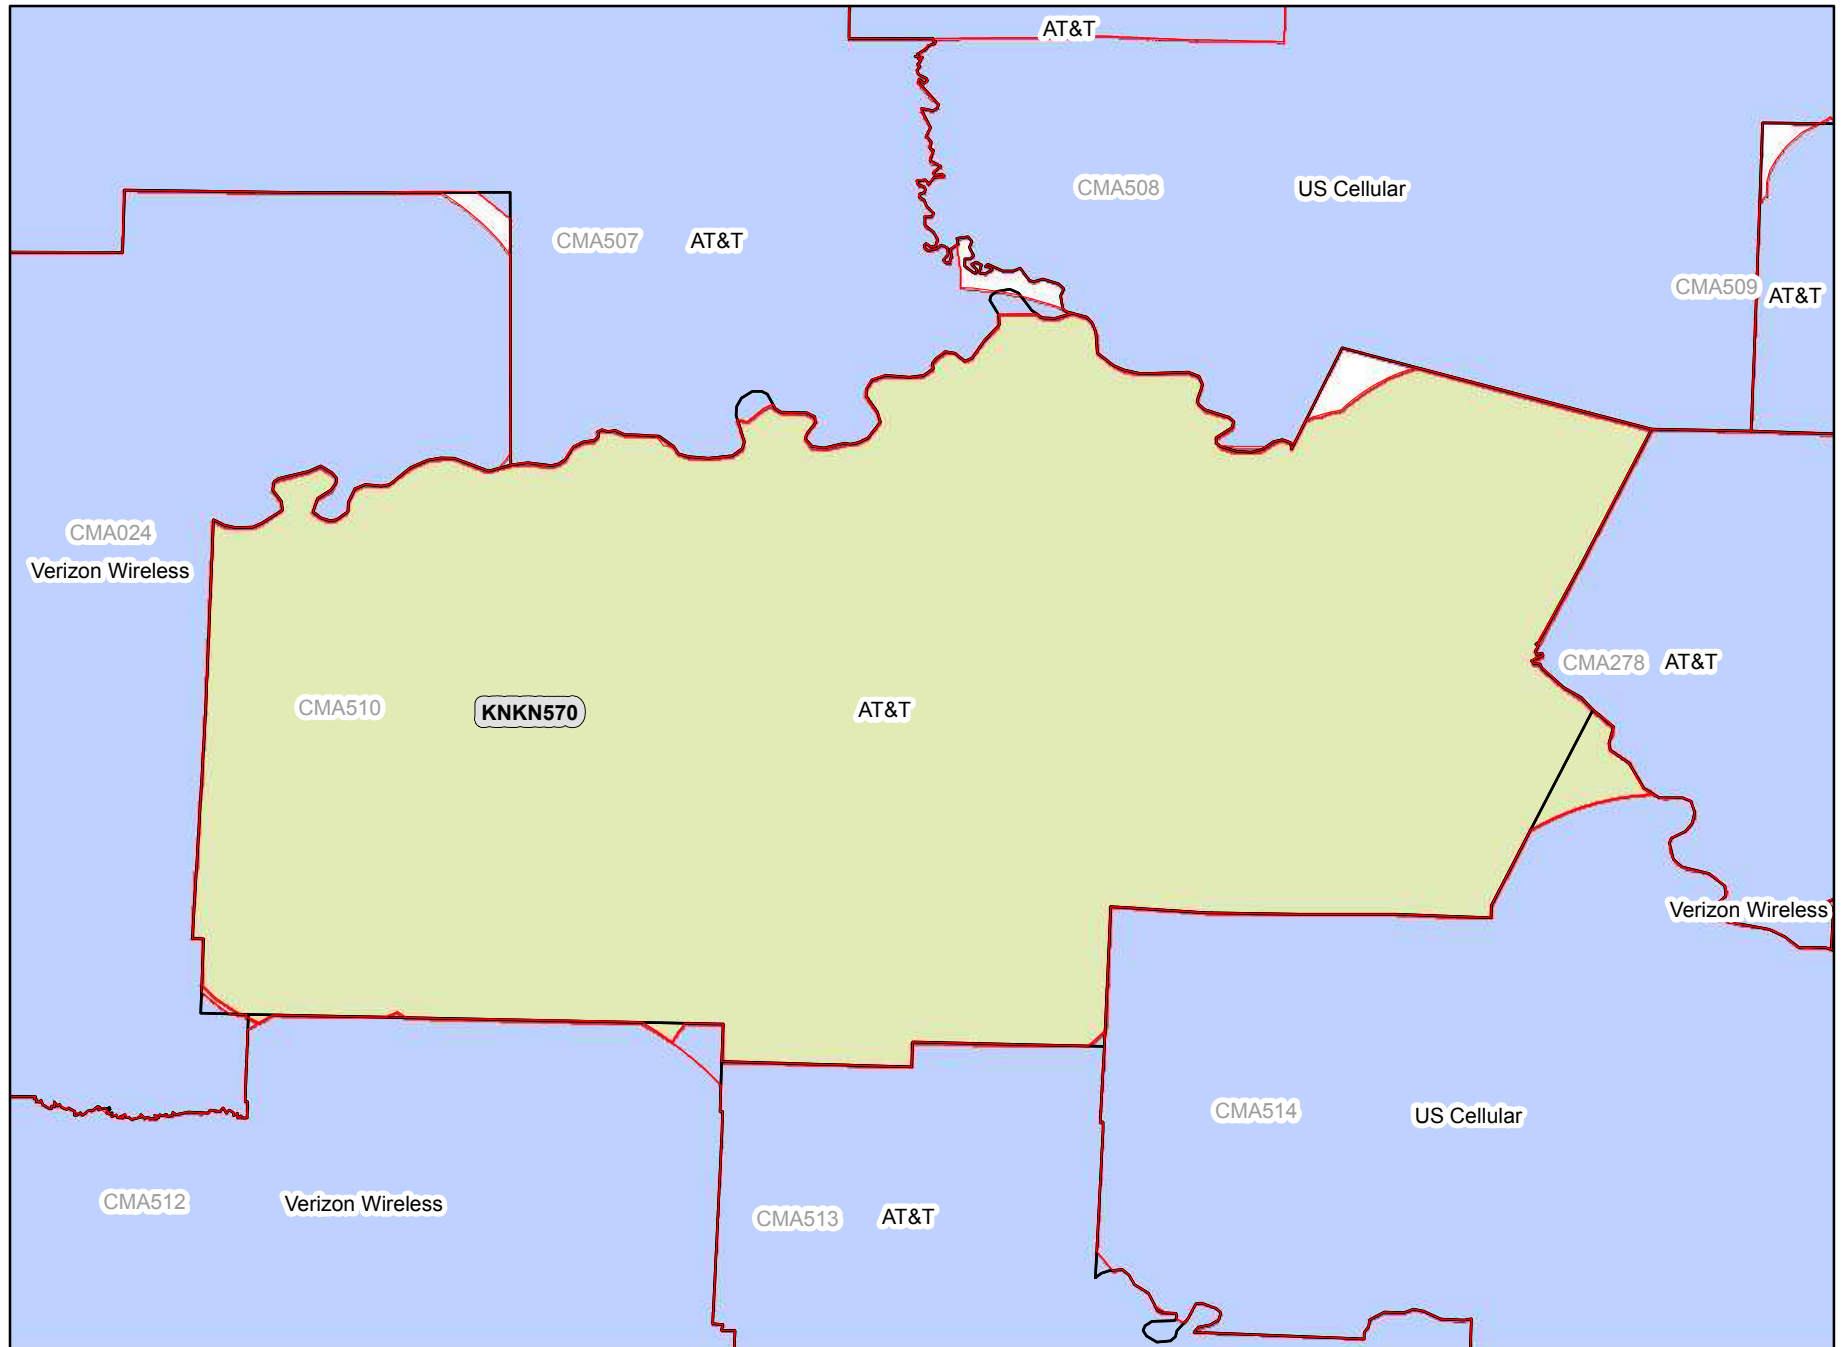 AT&T
CMA508 US Cellular
CMA507 AT&T
CMA509 AT&T
CMA024
Verizon Wireless
CMA278 AT&T
CMA510 KNKN570 AT&T
Verizon Wireless
CMA514 US Cellular
CMA512 Verizon Wireless
CMA513 AT&T